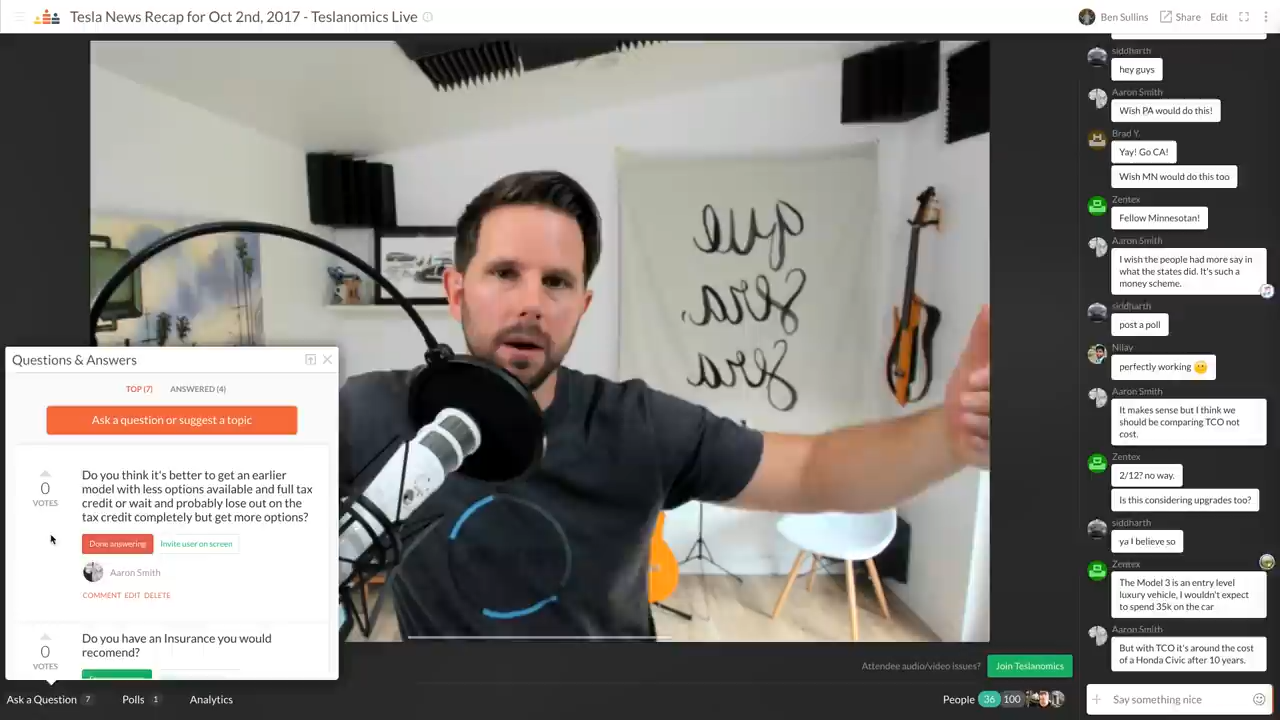 Tesla News Recap for Oct 2nd, 2017 - Teslanomics Live
Ben Sullins
Share
Edit
que
sera,
sera
Questions & Answers
TOP (7)
ANSWERED (4)
Ask a question or suggest a topic
0
VOTES
Do you think it's better to get an earlier
model with less options available and full tax
credit or wait and probably lose out on the
tax credit completely but get more options?
Done answering
Invite user on screen
Aaron Smith
COMMENT EDIT DELETE
0
VOTES
Do you have an Insurance you would
recomend?
Attendee audio/video issues?
Join Teslanomics
Ask a Question 7
Polls 1
Analytics
People 36 100
siddharth
hey guys
Aaron Smith
Wish PA would do this!
Brad Y.
Yay! Go CA!
Wish MN would do this too
Zentex
Fellow Minnesotan!
Aaron Smith
I wish the people had more say in
what the states did. It's such a
money scheme.
siddharth
post a poll
Nilay
perfectly working
Aaron Smith
It makes sense but I think we
should be comparing TCO not
cost.
Zentex
2/12? no way.
Is this considering upgrades too?
siddharth
ya I believe so
Zentex
The Model 3 is an entry level
luxury vehicle, I wouldn't expect
to spend 35k on the car
Aaron Smith
But with TCO it's around the cost
of a Honda Civic after 10 years.
Say something nice